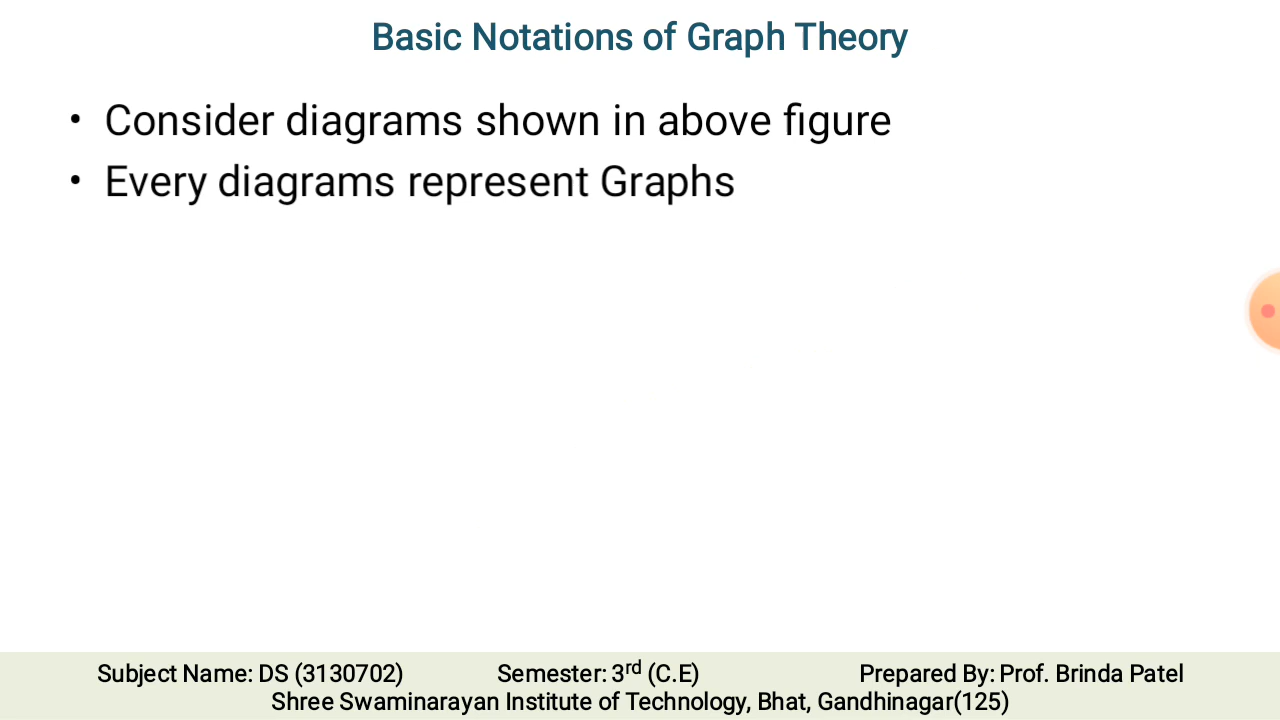 Basic Notations of Graph Theory
• Consider diagrams shown in above figure
• Every diagrams represent Graphs
Subject Name: DS (3130702) Semester: 3rd (C.E) Prepared By: Prof. Brinda Patel
Shree Swaminarayan Institute of Technology, Bhat, Gandhinagar(125)